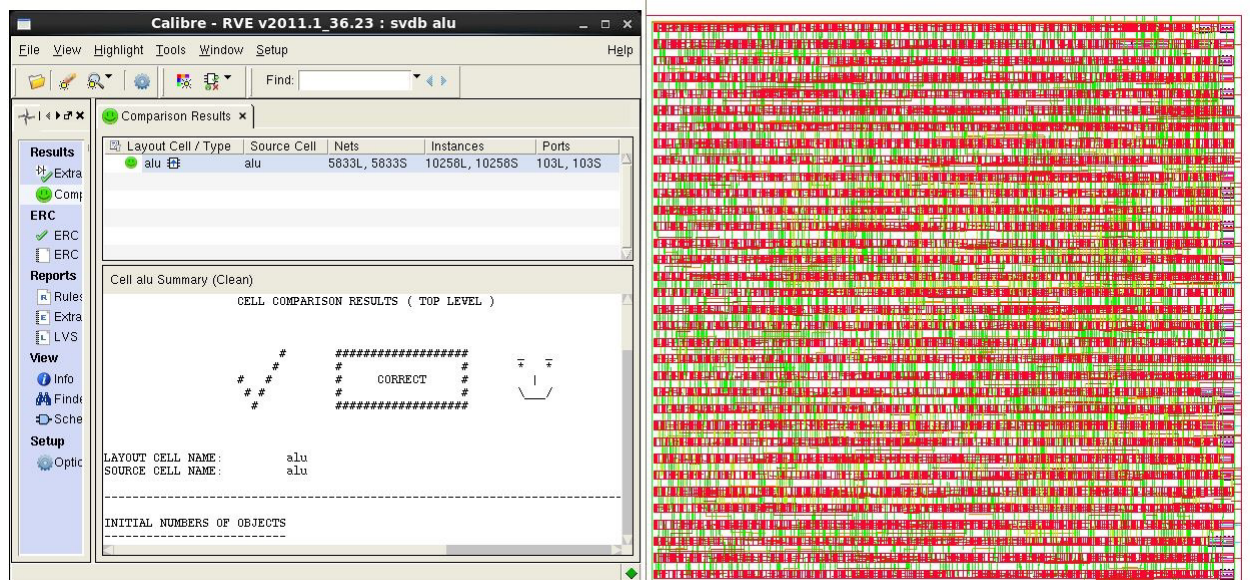 Calibre - RVE v2011.1_36.23 : svdb alu
File View Highlight Tools Window Setup Help
Find:
Comparison Results
Results
Extra
Comp
ERC
ERC
ERC
Reports
Rules
Extra
LVS
View
Info
Finde
Sche
Setup
Optic
Layout Cell / Type Source Cell Nets Instances Ports
alu alu 5833L, 5833S 10258L, 10258S 103L, 103S
Cell alu Summary (Clean)
CELL COMPARISON RESULTS ( TOP LEVEL )
# ################### _ _
# # # * *
# # # CORRECT # |
# # # # \___/
# ###################
LAYOUT CELL NAME: alu
SOURCE CELL NAME: alu
--------------------------------------------------------------------------
INITIAL NUMBERS OF OBJECTS
--------------------------